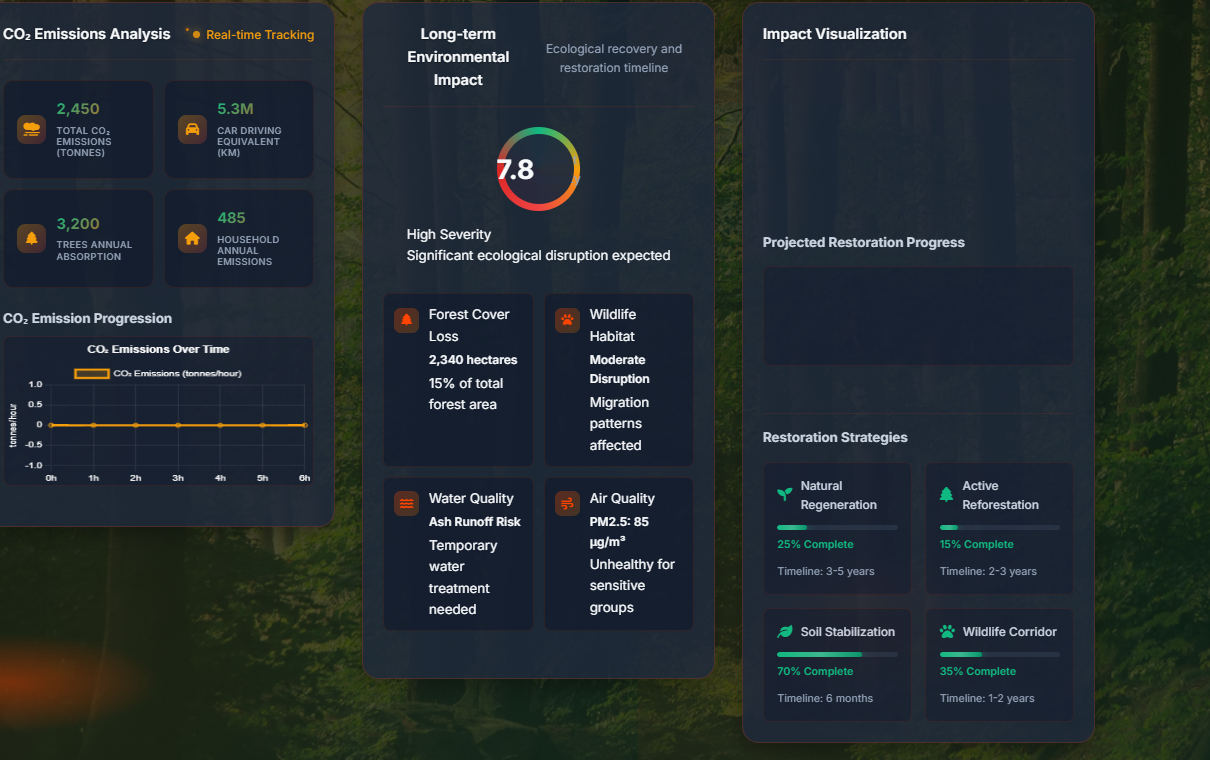 CO₂ Emissions Analysis
Real-time Tracking
2,450
TOTAL CO₂
EMISSIONS
(TONNES)
5.3M
CAR DRIVING
EQUIVALENT
(KM)
3,200
TREES ANNUAL
ABSORPTION
485
HOUSEHOLD
ANNUAL
EMISSIONS
CO₂ Emission Progression
CO₂ Emissions Over Time
CO₂ Emissions (tonnes/hour)
tonnes/hour
1.0
0.5
0
-0.5
-1.0
0h 1h 2h 3h 4h 5h 6h
Long-term
Environmental
Impact
Ecological recovery and
restoration timeline
7.8
High Severity
Significant ecological disruption expected
Forest Cover
Loss
2,340 hectares
15% of total
forest area
Wildlife
Habitat
Moderate
Disruption
Migration
patterns
affected
Water Quality
Ash Runoff Risk
Temporary
water
treatment
needed
Air Quality
PM2.5: 85
µg/m³
Unhealthy for
sensitive
groups
Impact Visualization
Projected Restoration Progress
Restoration Strategies
Natural
Regeneration
25% Complete
Timeline: 3-5 years
Active
Reforestation
15% Complete
Timeline: 2-3 years
Soil Stabilization
70% Complete
Timeline: 6 months
Wildlife Corridor
35% Complete
Timeline: 1-2 years